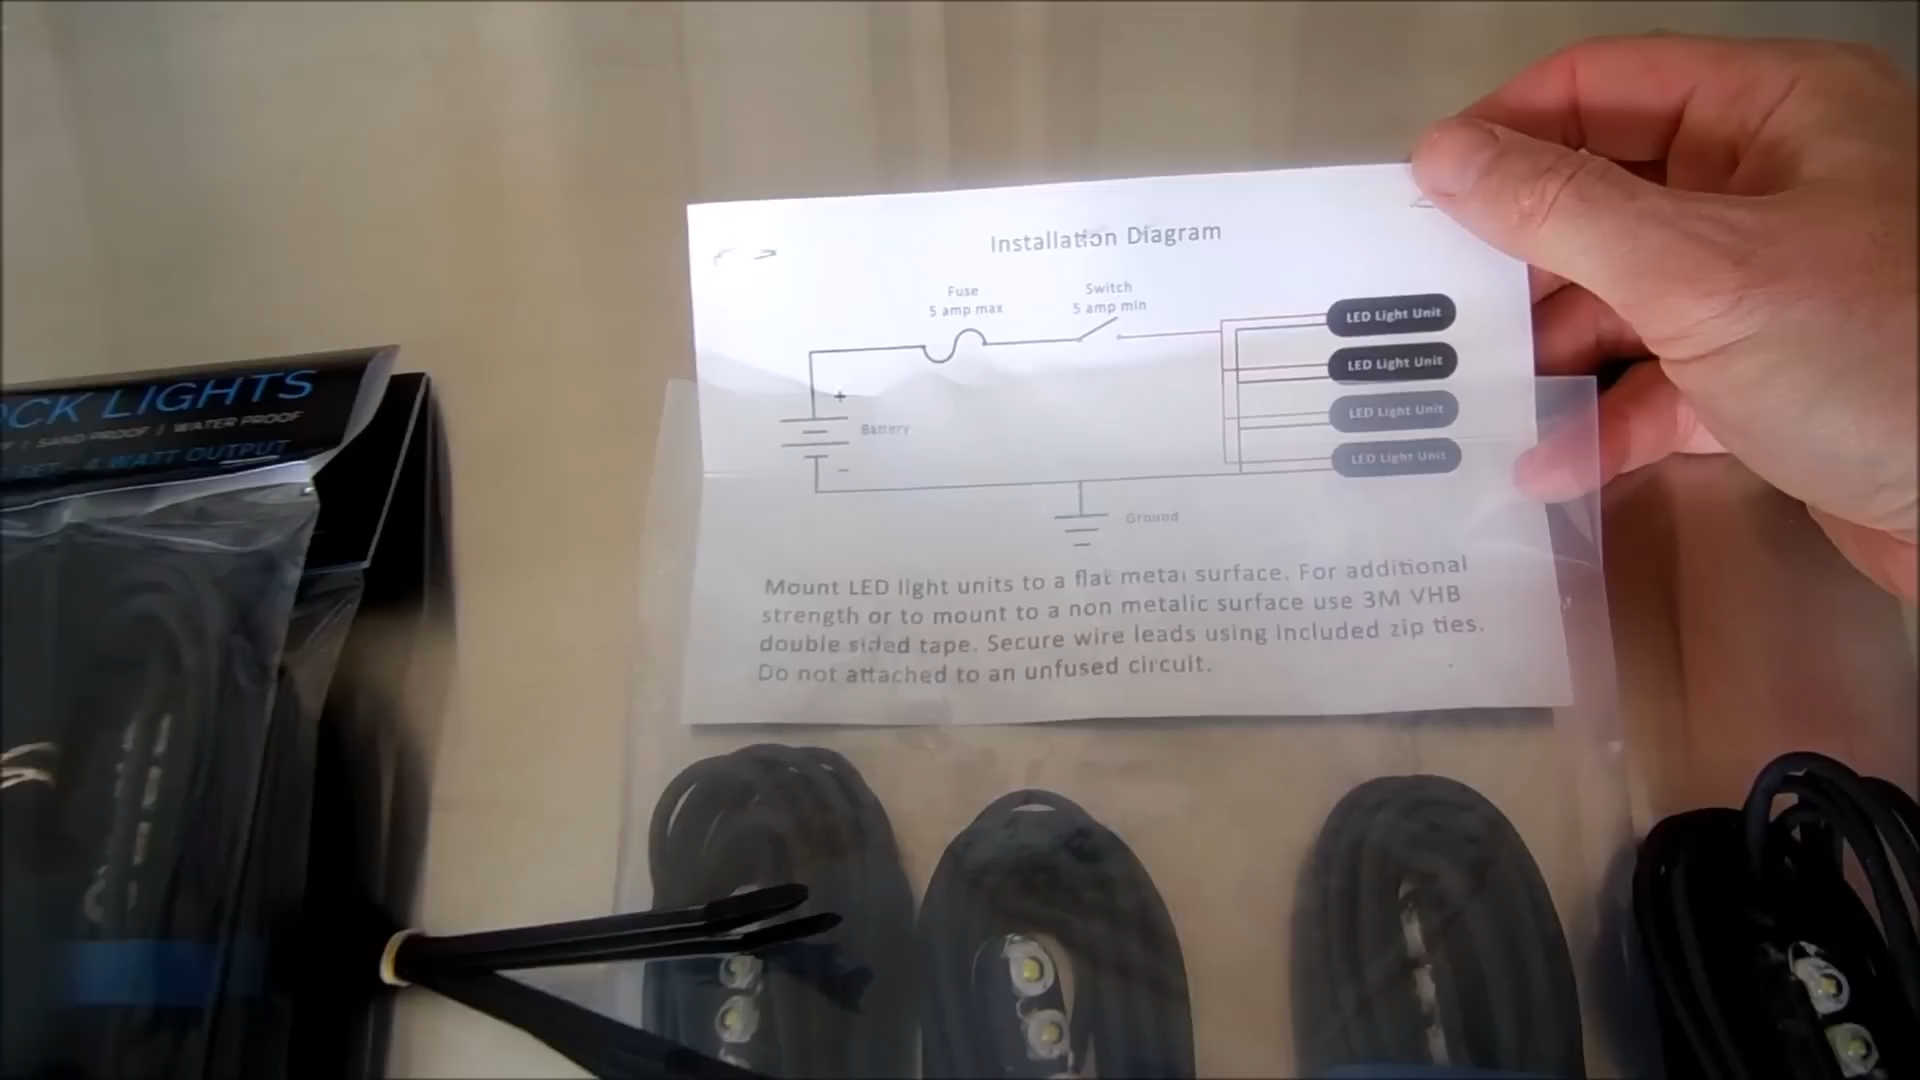 OCK LIGHTS
F | SAND PROOF | WATER PROOF
SET - 4 WATT OUTPUT
Installation Diagram
Fuse
5 amp max
Switch
5 amp min
LED Light Unit
LED Light Unit
LED Light Unit
LED Light Unit
+
Battery
-
Ground
Mount LED light units to a flat metal surface. For additional
strength or to mount to a non metalic surface use 3M VHB
double sided tape. Secure wire leads using included zip ties.
Do not attached to an unfused circuit.